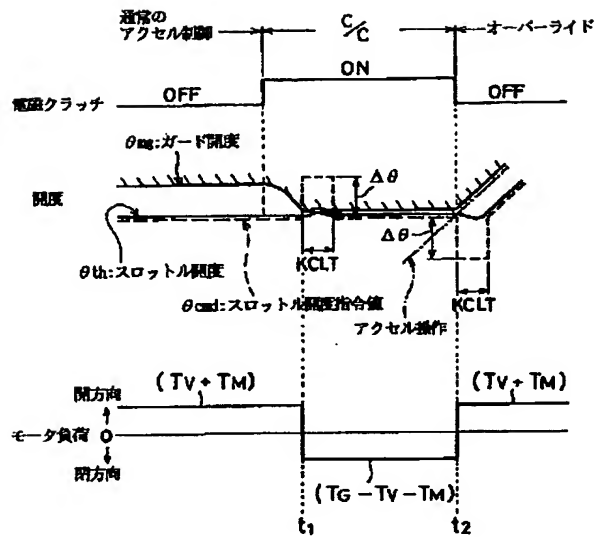 通常の
アクセル制御
C/C
オーバーライド
ON
電磁クラッチ
OFF
OFF
θmg:ガード開度
Δθ
開度
Δθ
KCLT
θth:スロットル開度
KCLT
θcmd:スロットル開度指令値
アクセル操作
(TV+TM)
(TV+TM)
開方向
モータ負荷 0
閉方向
(TG-TV-TM)
t1
t2